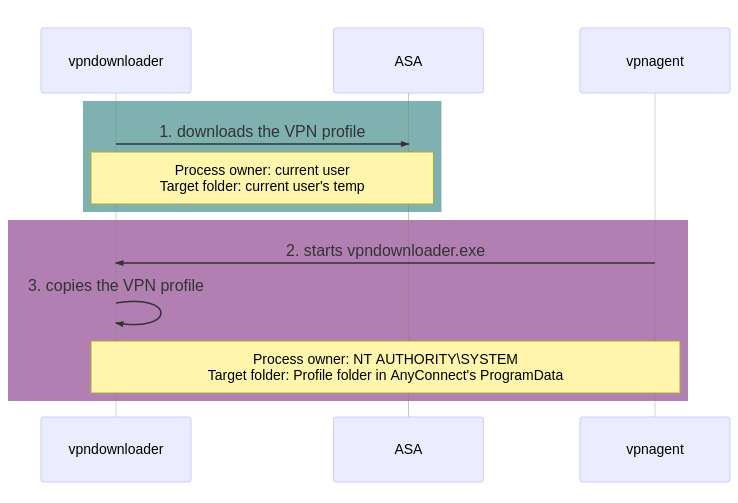 vpndownloader
ASA
vpnagent
1. downloads the VPN profile
Process owner: current user
Target folder: current user's temp
2. starts vpndownloader.exe
3. copies the VPN profile
Process owner: NT AUTHORITY\SYSTEM
Target folder: Profile folder in AnyConnect's ProgramData
vpndownloader
ASA
vpnagent